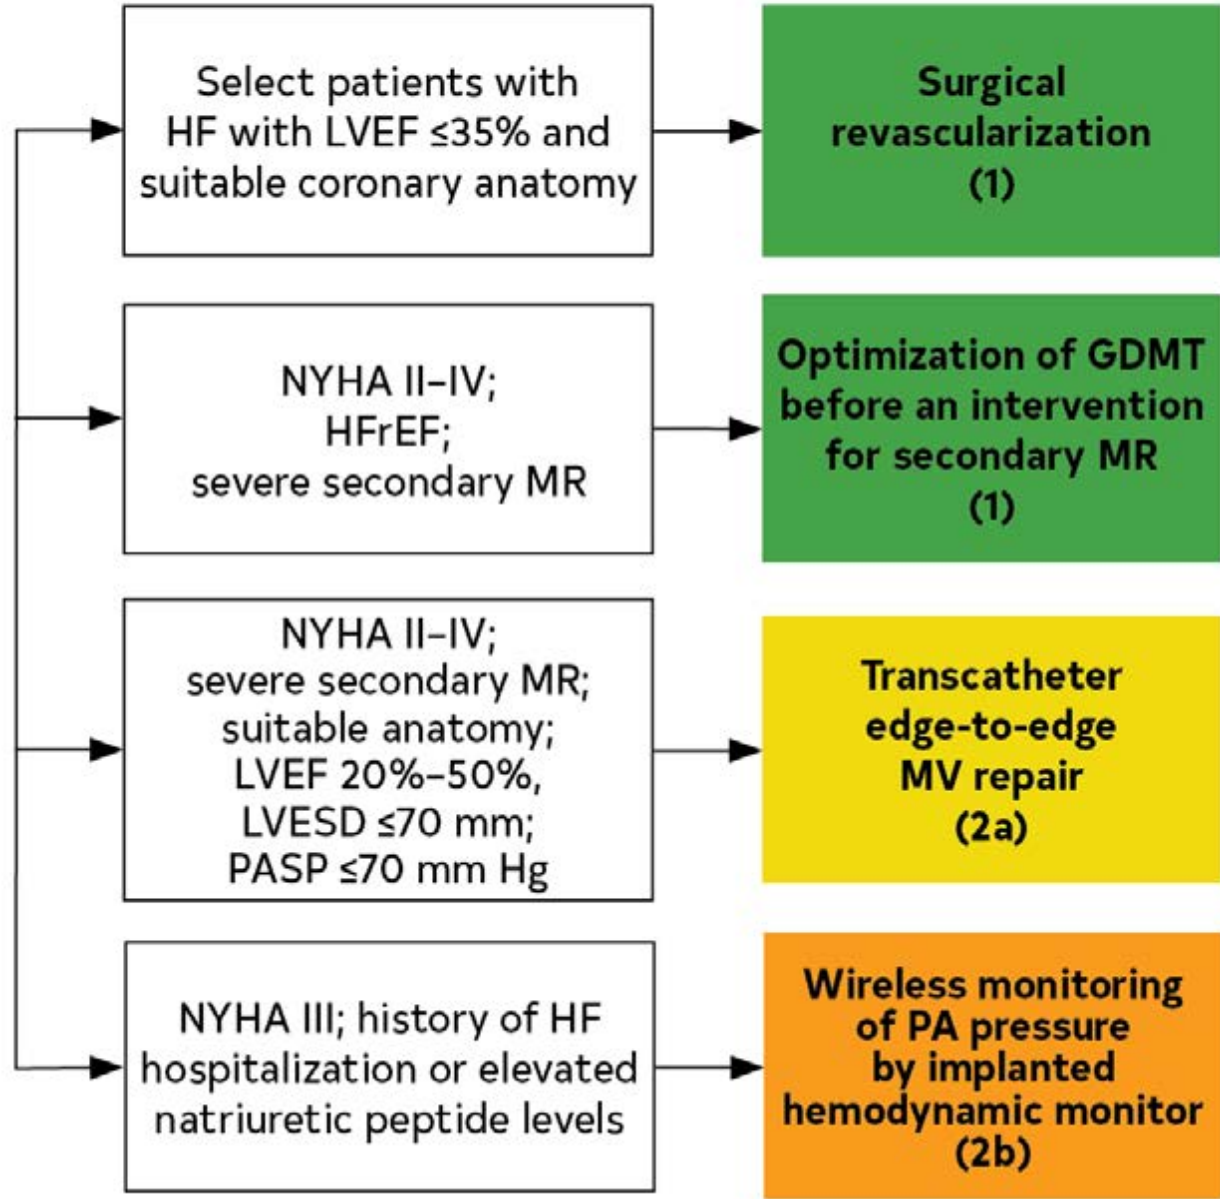 Select patients with
HF with LVEF ≤35% and
suitable coronary anatomy
Surgical
revascularization
(1)
NYHA II–IV;
HFrEF;
severe secondary MR
Optimization of GDMT
before an intervention
for secondary MR
(1)
NYHA II–IV;
severe secondary MR;
suitable anatomy;
LVEF 20%–50%,
LVESD ≤70 mm;
PASP ≤70 mm Hg
Transcatheter
edge-to-edge
MV repair
(2a)
NYHA III; history of HF
hospitalization or elevated
natriuretic peptide levels
Wireless monitoring
of PA pressure
by implanted
hemodynamic monitor
(2b)